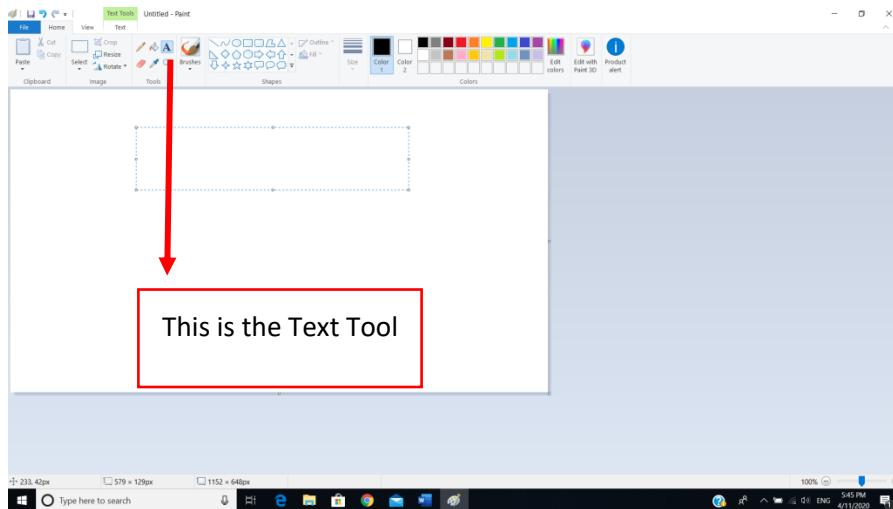 Text Tools Untitled - Paint
File Home View Text
Paste Cut Copy Select Crop Resize Rotate A Brushes Outline Fill Size Color 1 Color 2 Edit colors Edit with Paint 3D Product alert
Clipboard Image Tools Shapes Colors
This is the Text Tool
233, 42px 579 × 129px 1152 × 648px 100%
Type here to search ENG 5:45 PM
4/11/2020